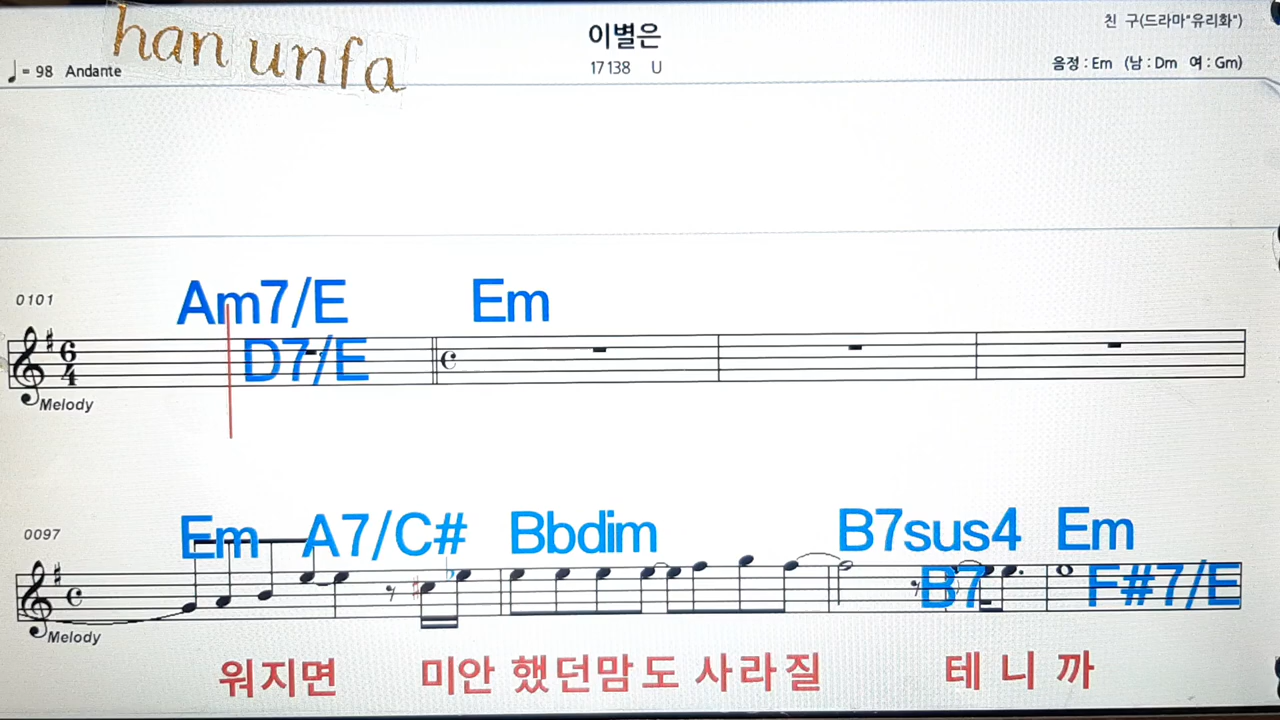 han unfa
이별은
친 구(드라마"유리화")
♩= 98 Andante
17138 U
음정 : Em (남 : Dm 여 : Gm)
Am7/E Em
0101
D7/E
6/4
Melody
Em A7/C# Bbdim B7sus4 Em
0097
B7 F#7/E
Melody
워지면 미안 했던맘도 사라질 테 니 까